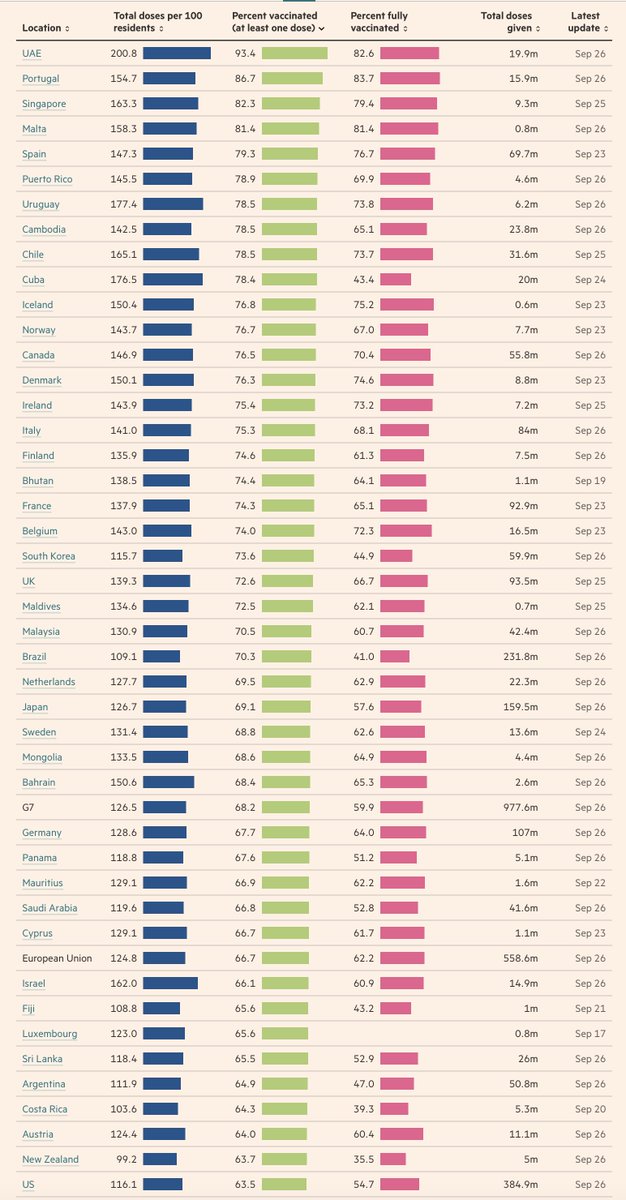 Total doses per 100 Percent vaccinated Percent fully Total doses Latest
Location residents (at least one dose) vaccinated given update
UAE 200.8 93.4 82.6 19.9m Sep 26
Portugal 154.7 86.7 83.7 15.9m Sep 26
Singapore 163.3 82.3 79.4 9.3m Sep 25
Malta 158.3 81.4 81.4 0.8m Sep 26
Spain 147.3 79.3 76.7 69.7m Sep 23
Puerto Rico 145.5 78.9 69.9 4.6m Sep 26
Uruguay 177.4 78.5 73.8 6.2m Sep 26
Cambodia 142.5 78.5 65.1 23.8m Sep 26
Chile 165.1 78.5 73.7 31.6m Sep 25
Cuba 176.5 78.4 43.4 20m Sep 24
Iceland 150.4 76.8 75.2 0.6m Sep 23
Norway 143.7 76.7 67.0 7.7m Sep 23
Canada 146.9 76.5 70.4 55.8m Sep 26
Denmark 150.1 76.3 74.6 8.8m Sep 23
Ireland 143.9 75.4 73.2 7.2m Sep 25
Italy 141.0 75.3 68.1 84m Sep 26
Finland 135.9 74.6 61.3 7.5m Sep 26
Bhutan 138.5 74.4 64.1 1.1m Sep 19
France 137.9 74.3 65.1 92.9m Sep 23
Belgium 143.0 74.0 72.3 16.5m Sep 23
South Korea 115.7 73.6 44.9 59.9m Sep 26
UK 139.3 72.6 66.7 93.5m Sep 25
Maldives 134.6 72.5 62.1 0.7m Sep 25
Malaysia 130.9 70.5 60.7 42.4m Sep 26
Brazil 109.1 70.3 41.0 231.8m Sep 26
Netherlands 127.7 69.5 62.9 22.3m Sep 26
Japan 126.7 69.1 57.6 159.5m Sep 26
Sweden 131.4 68.8 62.6 13.6m Sep 24
Mongolia 133.5 68.6 64.9 4.4m Sep 26
Bahrain 150.6 68.4 65.3 2.6m Sep 26
G7 126.5 68.2 59.9 977.6m Sep 26
Germany 128.6 67.7 64.0 107m Sep 26
Panama 118.8 67.6 51.2 5.1m Sep 26
Mauritius 129.1 66.9 62.2 1.6m Sep 22
Saudi Arabia 119.6 66.8 52.8 41.6m Sep 26
Cyprus 129.1 66.7 61.7 1.1m Sep 23
European Union 124.8 66.7 62.2 558.6m Sep 26
Israel 162.0 66.1 60.9 14.9m Sep 26
Fiji 108.8 65.6 43.2 1m Sep 21
Luxembourg 123.0 65.6 0.8m Sep 17
Sri Lanka 118.4 65.5 52.9 26m Sep 26
Argentina 111.9 64.9 47.0 50.8m Sep 26
Costa Rica 103.6 64.3 39.3 5.3m Sep 20
Austria 124.4 64.0 60.4 11.1m Sep 26
New Zealand 99.2 63.7 35.5 5m Sep 26
US 116.1 63.5 54.7 384.9m Sep 26